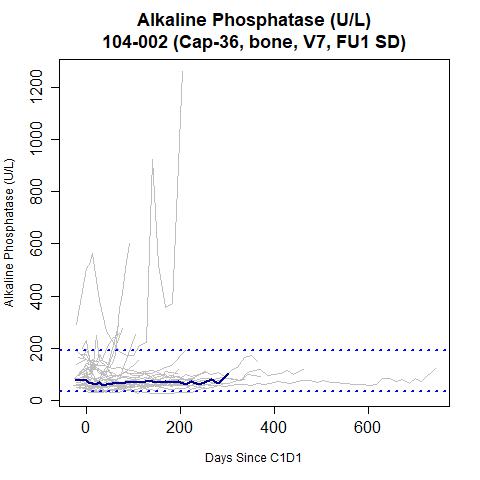 Alkaline Phosphatase (U/L)
104-002 (Cap-36, bone, V7, FU1 SD)
Alkaline Phosphatase (U/L)
1200
1000
800
600
400
200
0
0 200 400 600
Days Since C1D1